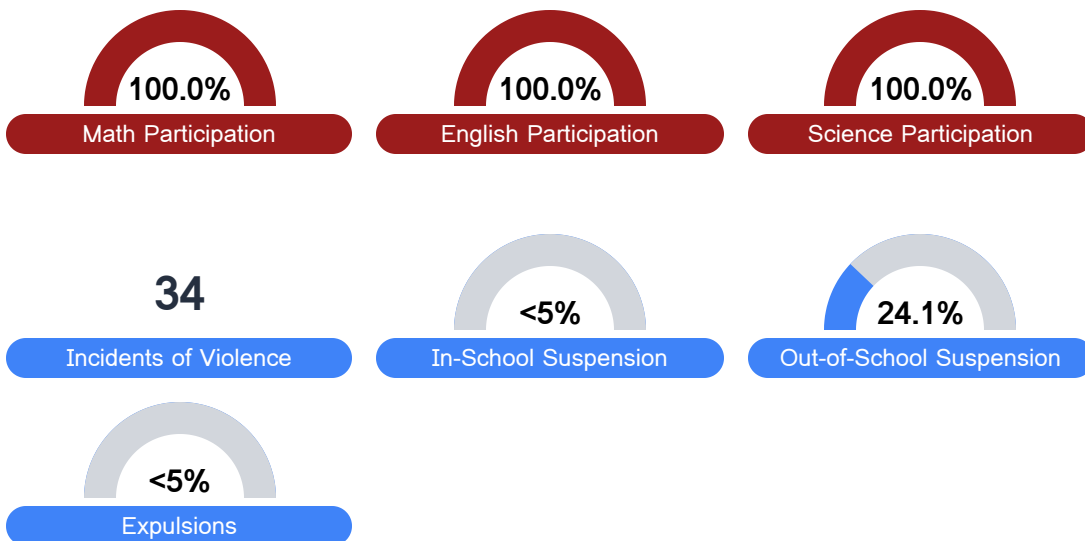 100.0%
Math Participation
100.0%
English Participation
100.0%
Science Participation
34
Incidents of Violence
<5%
In-School Suspension
24.1%
Out-of-School Suspension
<5%
Expulsions